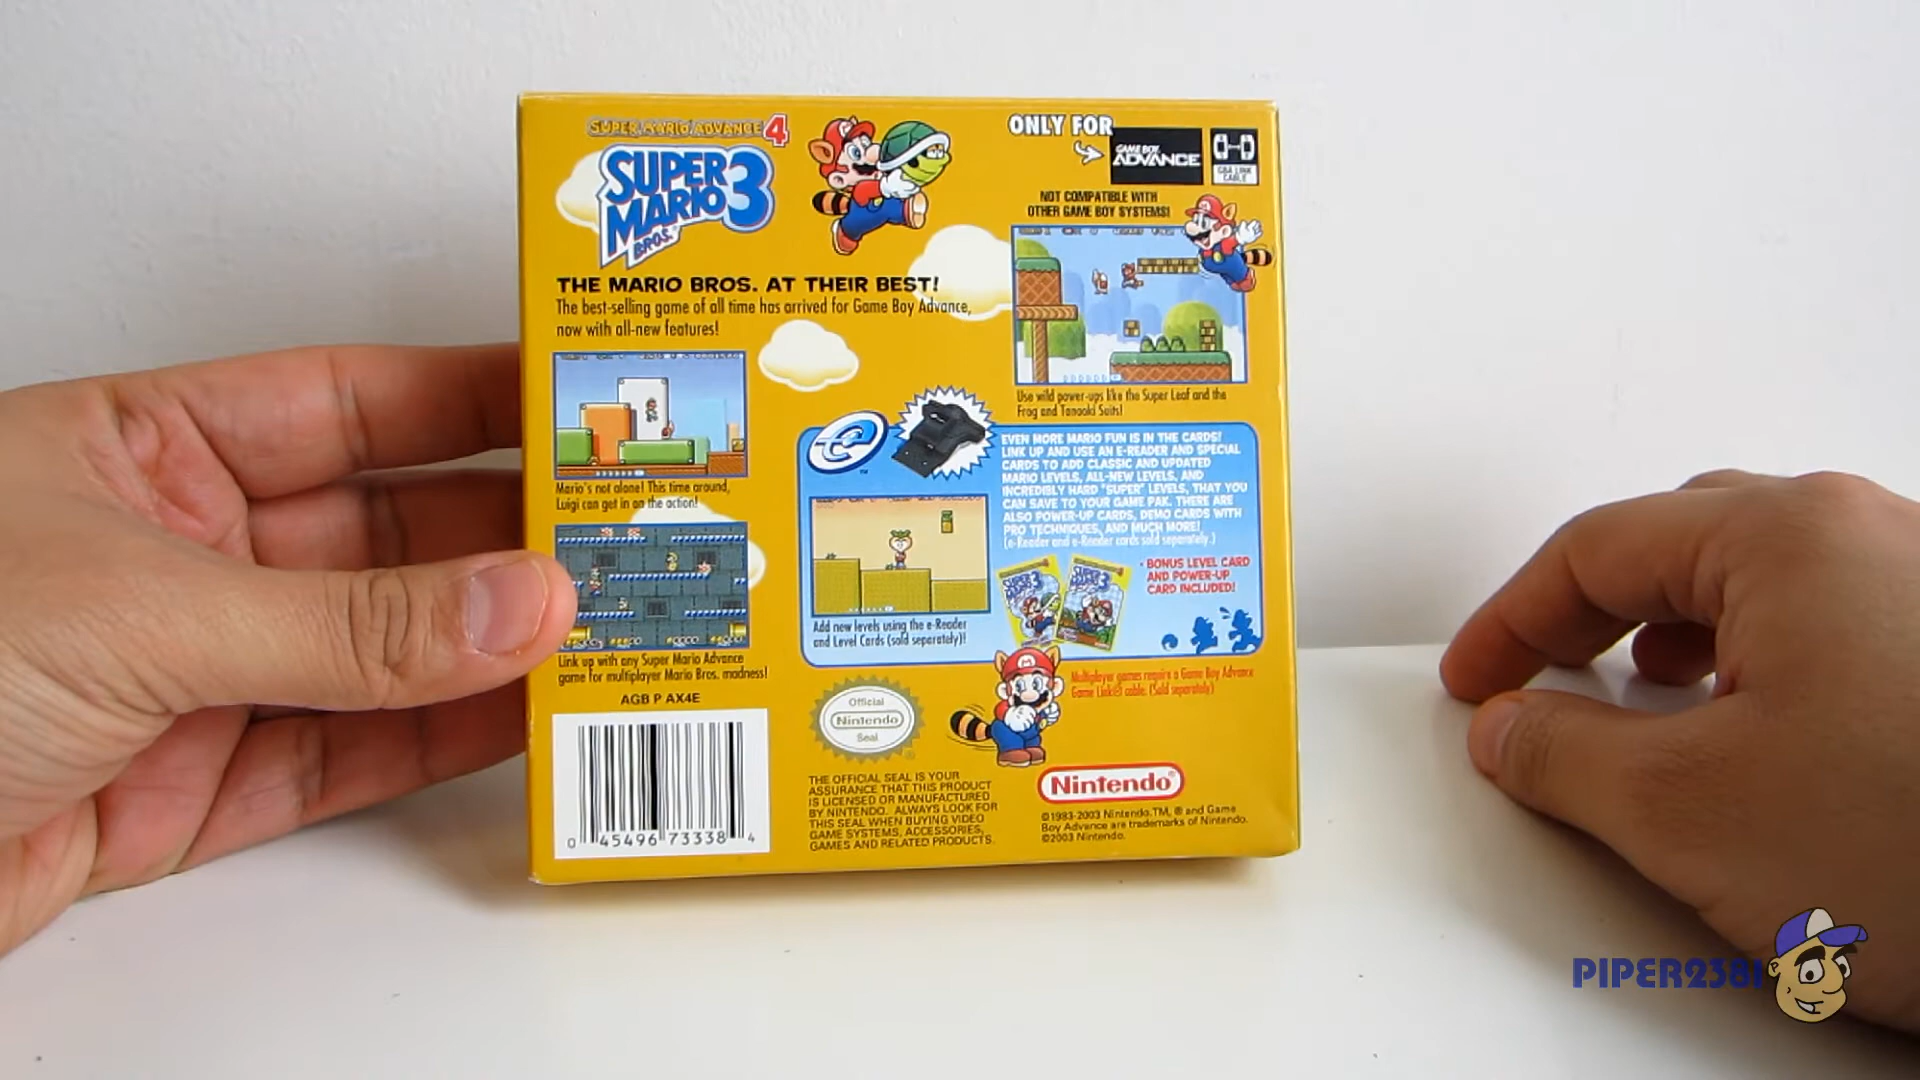 SUPER MARIO ADVANCE 4
SUPER
MARIO 3
BROS.
ONLY FOR
GAME BOY
ADVANCE
GBA LINK
CABLE
NOT COMPATIBLE WITH
OTHER GAME BOY SYSTEMS!
THE MARIO BROS. AT THEIR BEST!
The best-selling game of all time has arrived for Game Boy Advance,
now with all-new features!
Use wild power-ups like the Super Leaf and the
Frog and Tanooki Suits!
Mario's not alone! This time around,
Luigi can get in on the action!
e TM
EVEN MORE MARIO FUN IS IN THE CARDS!
LINK UP AND USE AN E-READER AND SPECIAL
CARDS TO ADD CLASSIC AND UPDATED
MARIO LEVELS, ALL-NEW LEVELS, AND
INCREDIBLY HARD "SUPER" LEVELS, THAT YOU
CAN SAVE TO YOUR GAME PAK. THERE ARE
ALSO POWER-UP CARDS, DEMO CARDS WITH
PRO TECHNIQUES, AND MUCH MORE!
(e-Reader and e-Reader cards sold separately.)
• BONUS LEVEL CARD
AND POWER-UP
CARD INCLUDED!
SUPER
MARIO 3
SUPER
MARIO 3
Add new levels using the e-Reader
and Level Cards (sold separately)!
Link up with any Super Mario Advance
game for multiplayer Mario Bros. madness!
Multiplayer games require a Game Boy Advance
Game Link® cable. (Sold separately)
AGB P AX4E
0 45496 73338 4
Official
Nintendo
Seal
®
THE OFFICIAL SEAL IS YOUR
ASSURANCE THAT THIS PRODUCT
IS LICENSED OR MANUFACTURED
BY NINTENDO. ALWAYS LOOK FOR
THIS SEAL WHEN BUYING VIDEO
GAME SYSTEMS, ACCESSORIES,
GAMES AND RELATED PRODUCTS.
Nintendo®
©1983-2003 Nintendo.TM, ® and Game
Boy Advance are trademarks of Nintendo.
©2003 Nintendo.
PIPER2381